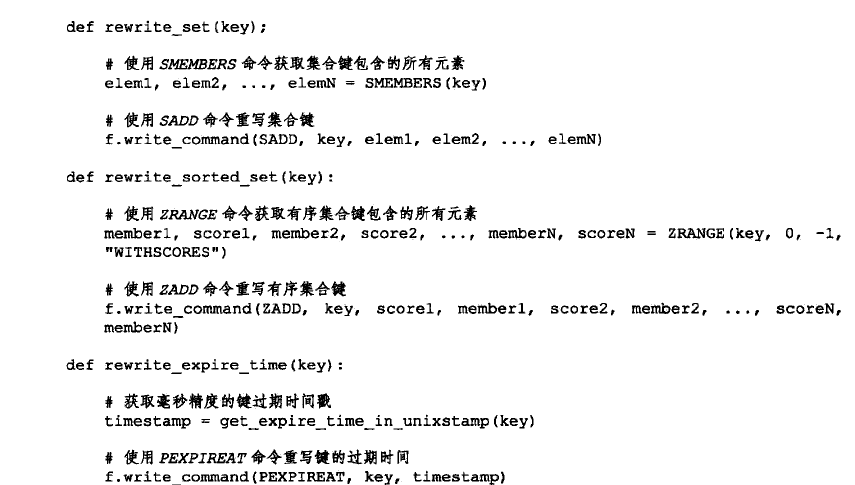 def rewrite_set(key);
# 使用 SMEMBERS 命令获取集合键包含的所有元素
elem1, elem2, ..., elemN = SMEMBERS(key)
# 使用 SADD 命令重写集合键
f.write_command(SADD, key, elem1, elem2, ..., elemN)
def rewrite_sorted_set(key):
# 使用 ZRANGE 命令获取有序集合键包含的所有元素
member1, score1, member2, score2, ..., memberN, scoreN = ZRANGE(key, 0, -1,
"WITHSCORES")
# 使用 ZADD 命令重写有序集合键
f.write_command(ZADD, key, score1, member1, score2, member2, ..., scoreN,
memberN)
def rewrite_expire_time(key):
# 获取毫秒精度的键过期时间戳
timestamp = get_expire_time_in_unixstamp(key)
# 使用 PEXPIREAT 命令重写键的过期时间
f.write_command(PEXPIREAT, key, timestamp)